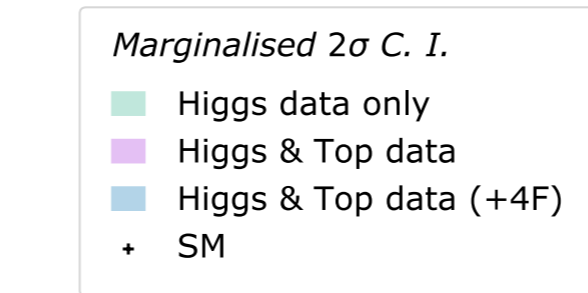 Marginalised 2σ C. I.
Higgs data only
Higgs & Top data
Higgs & Top data (+4F)
SM